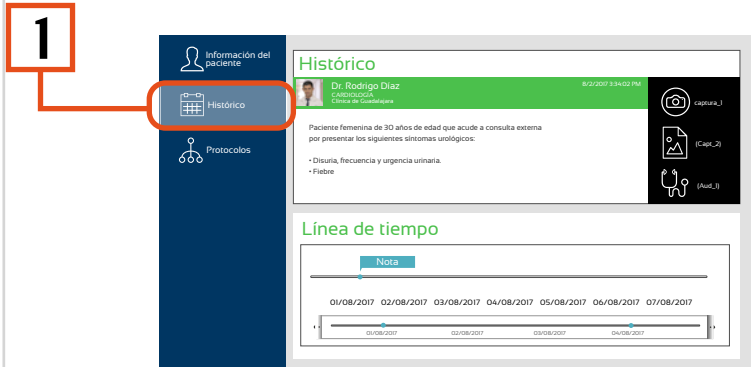 1
Información del
paciente
Histórico
Protocolos
Histórico
Dr. Rodrigo Diaz
8/2/2017 3:34:02 PM
CARDIOLOGÍA
Clínica de Guadalajara
Paciente femenina de 30 años de edad que acude a consulta externa
por presentar los siguientes síntomas urológicos:
• Disuria, frecuencia y urgencia urinaria.
• Fiebre
captura_1
(Capt_2)
(Aud_1)
Línea de tiempo
Nota
01/08/2017 02/08/2017 03/08/2017 04/08/2017 05/08/2017 06/08/2017 07/08/2017
01/08/2017 02/08/2017 03/08/2017 04/08/2017